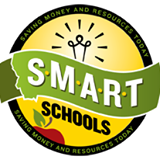 SAVING MONEY AND RESOURCES TODAY
S·M·A·R·T
SCHOOLS
SAVING MONEY AND RESOURCES TODAY